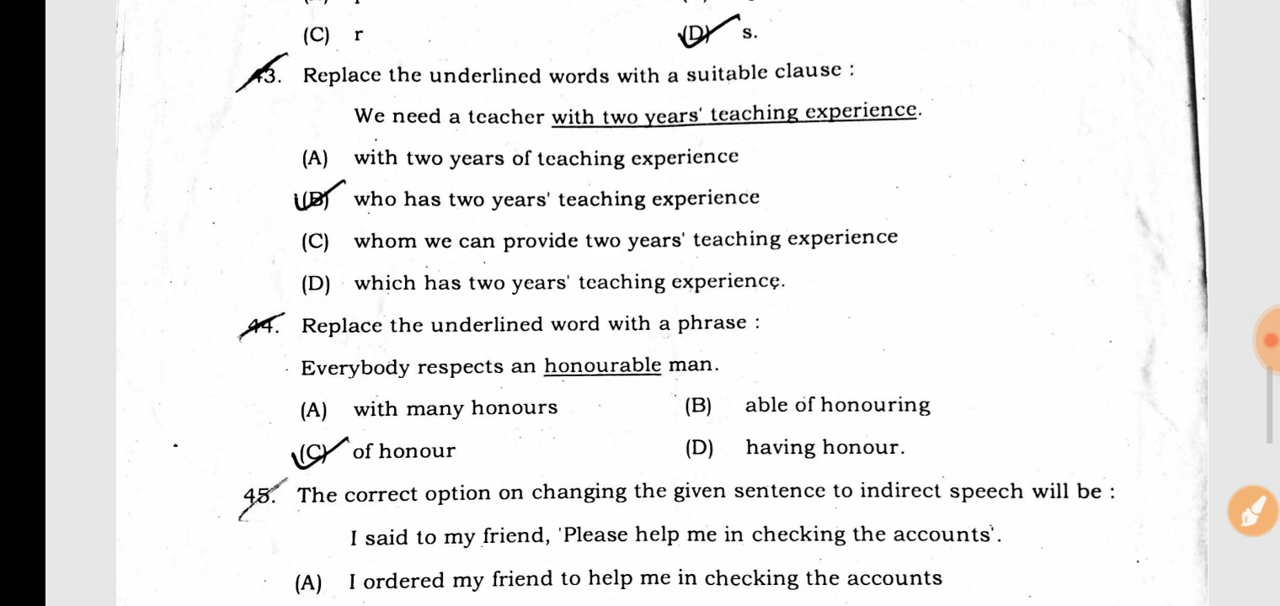 (C) r (D) s.
43. Replace the underlined words with a suitable clause :
We need a teacher with two years' teaching experience.
(A) with two years of teaching experience
(B) who has two years' teaching experience
(C) whom we can provide two years' teaching experience
(D) which has two years' teaching experience.
44. Replace the underlined word with a phrase :
Everybody respects an honourable man.
(A) with many honours (B) able of honouring
(C) of honour (D) having honour.
45. The correct option on changing the given sentence to indirect speech will be :
I said to my friend, 'Please help me in checking the accounts'.
(A) I ordered my friend to help me in checking the accounts